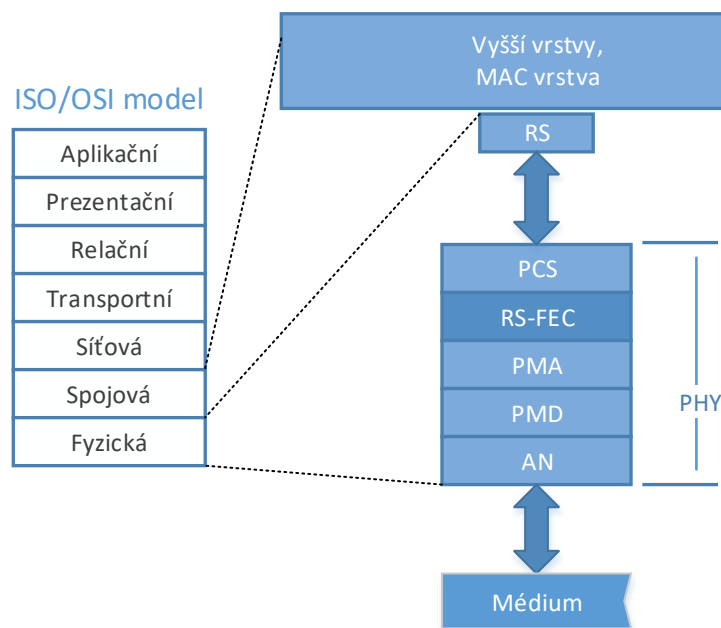 ISO/OSI model
Aplikační
Prezentační
Relační
Transportní
Síťová
Spojová
Fyzická
Vyšší vrstvy,
MAC vrstva
RS
PCS
RS-FEC
PMA
PMD
AN
PHY
Médium